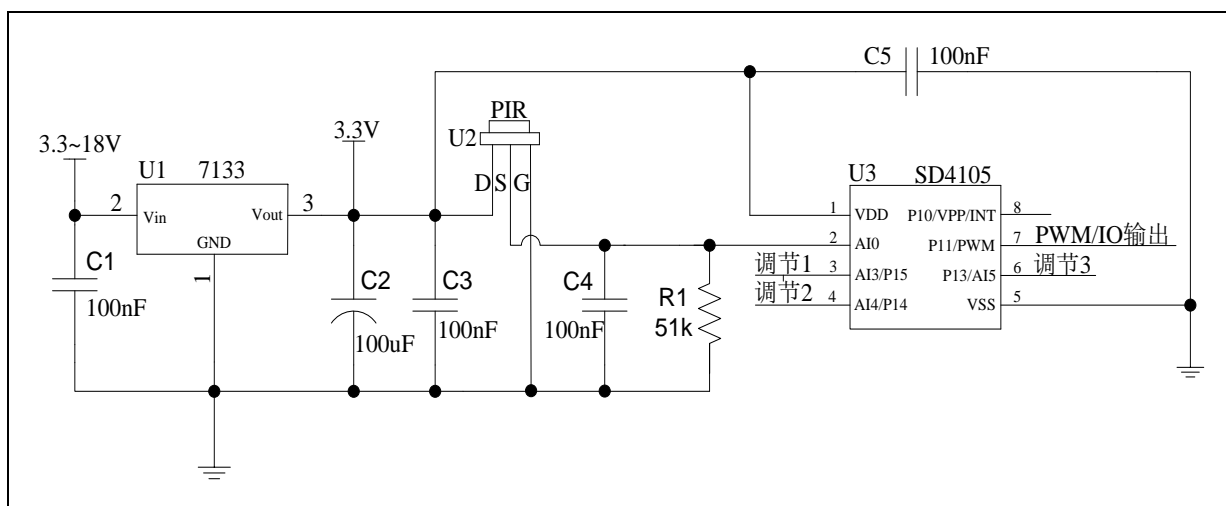 C5 100nF
PIR
3.3V
U2
3.3~18V
U1 7133
D S G
U3 SD4105
2 Vin Vout 3
GND
1
1 VDD P10/VPP/INT 8
2 AI0 P11/PWM 7 PWM/IO输出
调节1 3 AI3/P15 P13/AI5 6 调节3
调节2 4 AI4/P14 VSS 5
C1
100nF
C2
100uF
C3
100nF
C4
100nF
R1
51k